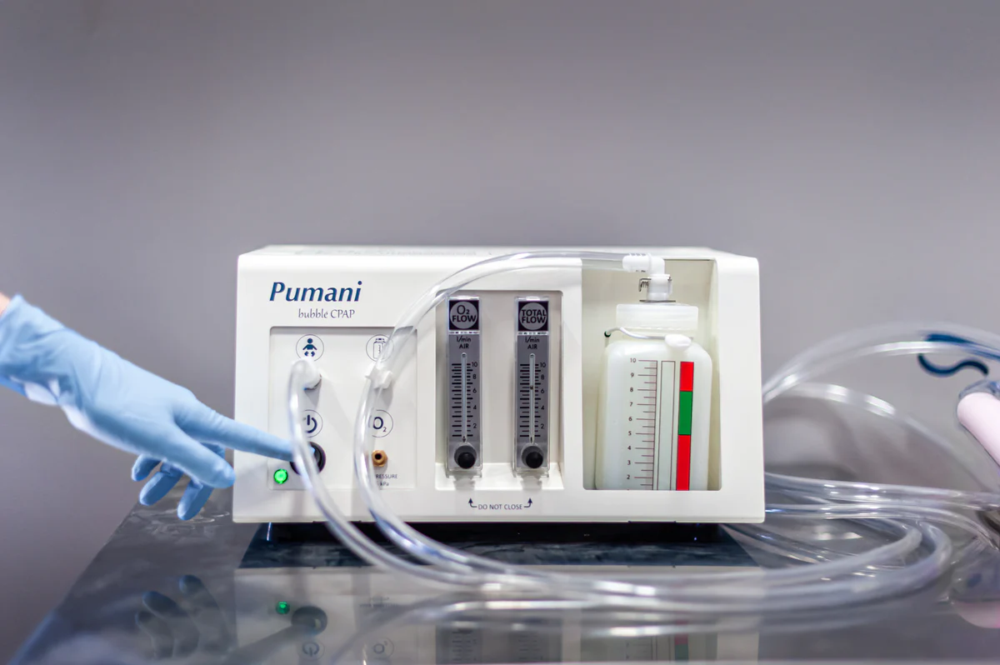 Pumani
bubble CPAP
O₂
FLOW
l/min
AIR
10
8
6
4
2
TOTAL
FLOW
l/min
AIR
10
8
6
4
2
O₂
DO NOT CLOSE
10
9
8
7
6
5
4
3
2